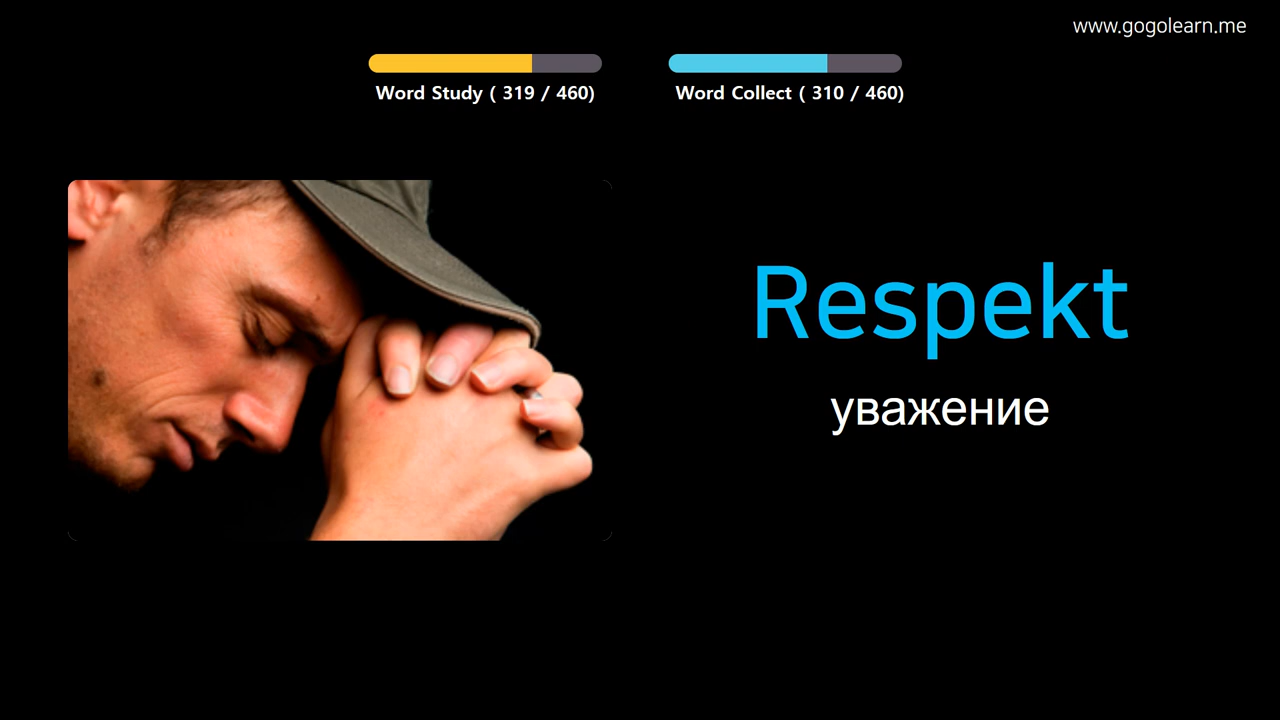 www.gogolearn.me
Word Study ( 319 / 460)
Word Collect ( 310 / 460)
Respekt
уважение